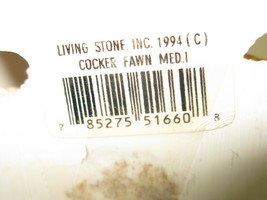 LIVING STONE, INC. 1994 ( C )
COCKER FAWN MED.I
7 85275 51660 8